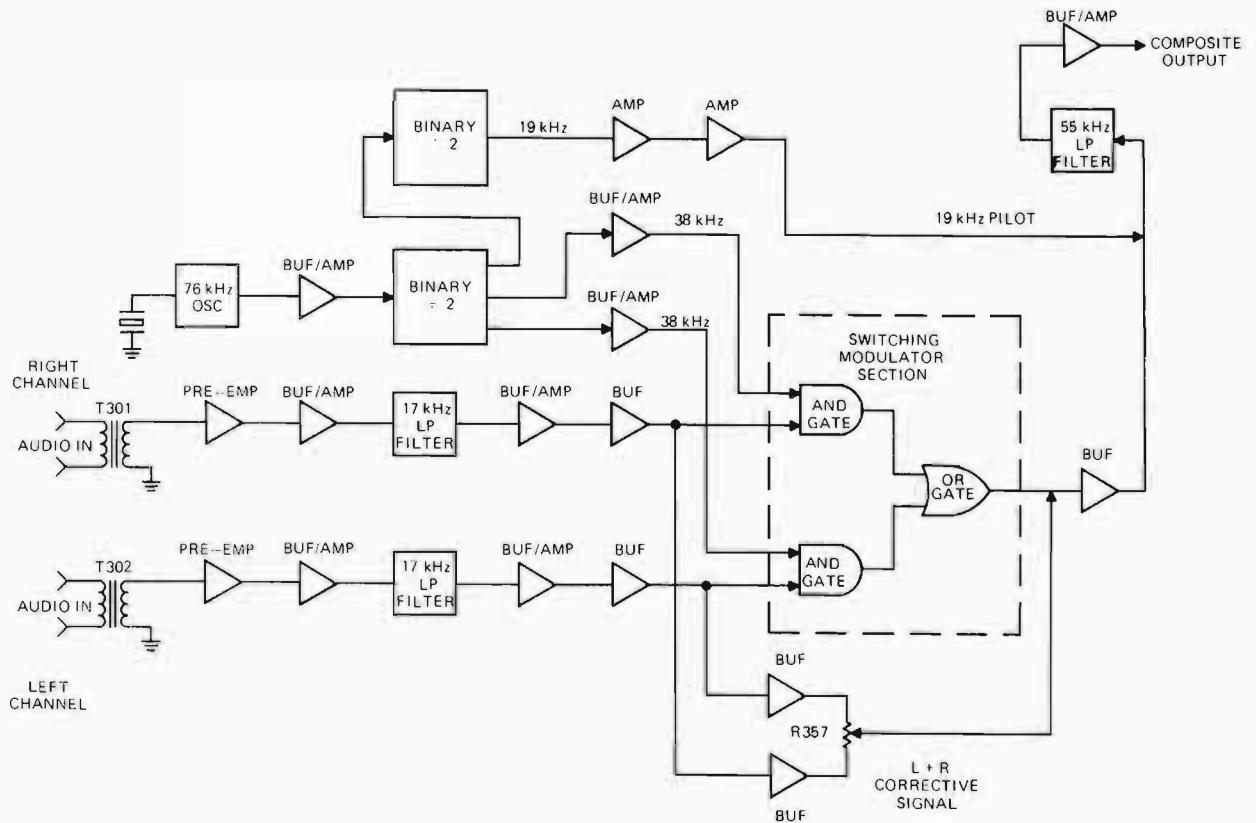 BUF/AMP
COMPOSITE
OUTPUT
55 kHz
LP
FILTER
BINARY
÷ 2
19 kHz
AMP
AMP
BUF/AMP
38 kHz
19 kHz PILOT
76 kHz
OSC
BUF/AMP
BINARY
÷ 2
BUF/AMP
38 kHz
SWITCHING
MODULATOR
SECTION
RIGHT
CHANNEL
T301
AUDIO IN
PRE-EMP
BUF/AMP
17 kHz
LP
FILTER
BUF/AMP
BUF
AND
GATE
OR
GATE
BUF
T302
AUDIO IN
PRE-EMP
BUF/AMP
17 kHz
LP
FILTER
BUF/AMP
BUF
AND
GATE
LEFT
CHANNEL
BUF
R357
L + R
CORRECTIVE
SIGNAL
BUF